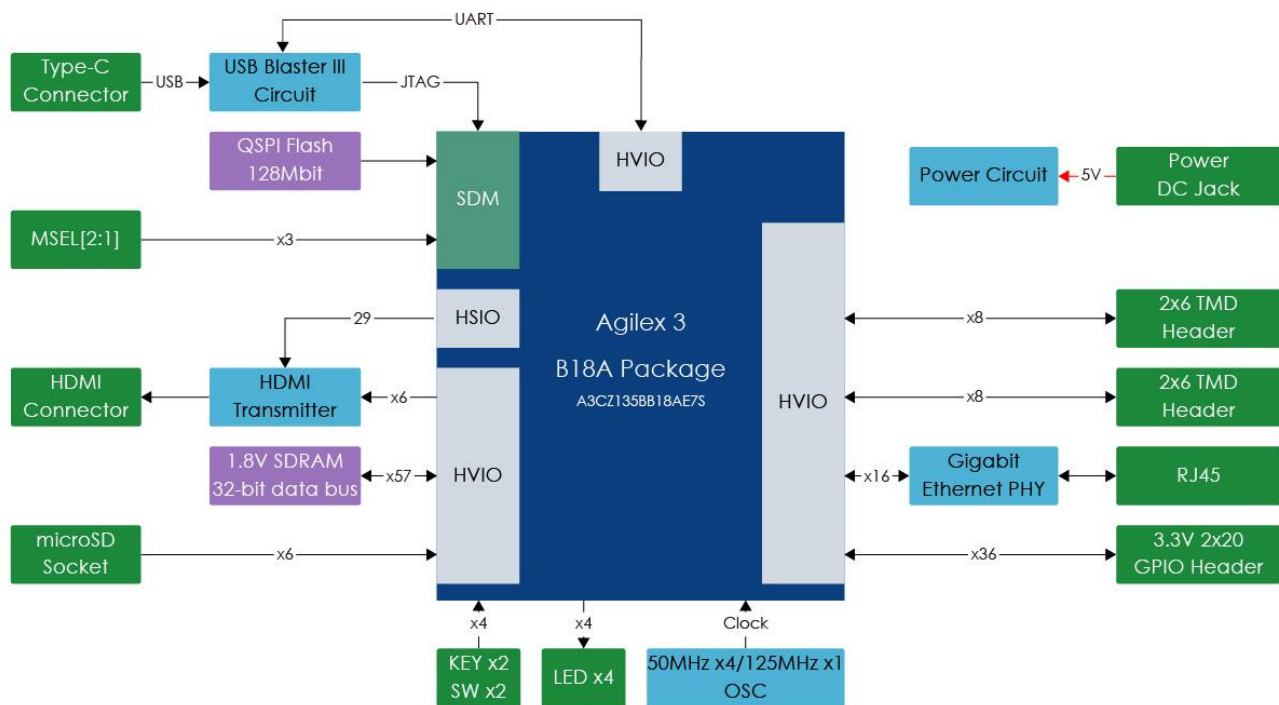 UART
Type-C
Connector
USB
USB Blaster III
Circuit
JTAG
QSPI Flash
128Mbit
HVIO
SDM
Power Circuit
5V
Power
DC Jack
MSEL[2:1]
x3
29
HSIO
Agilex 3
B18A Package
A3CZ135BB18AE7S
x8
2x6 TMD
Header
HDMI
Connector
HDMI
Transmitter
x6
HVIO
x8
2x6 TMD
Header
1.8V SDRAM
32-bit data bus
x57
HVIO
x16
Gigabit
Ethernet PHY
RJ45
microSD
Socket
x6
x36
3.3V 2x20
GPIO Header
x4
x4
Clock
KEY x2
SW x2
LED x4
50MHz x4/125MHz x1
OSC